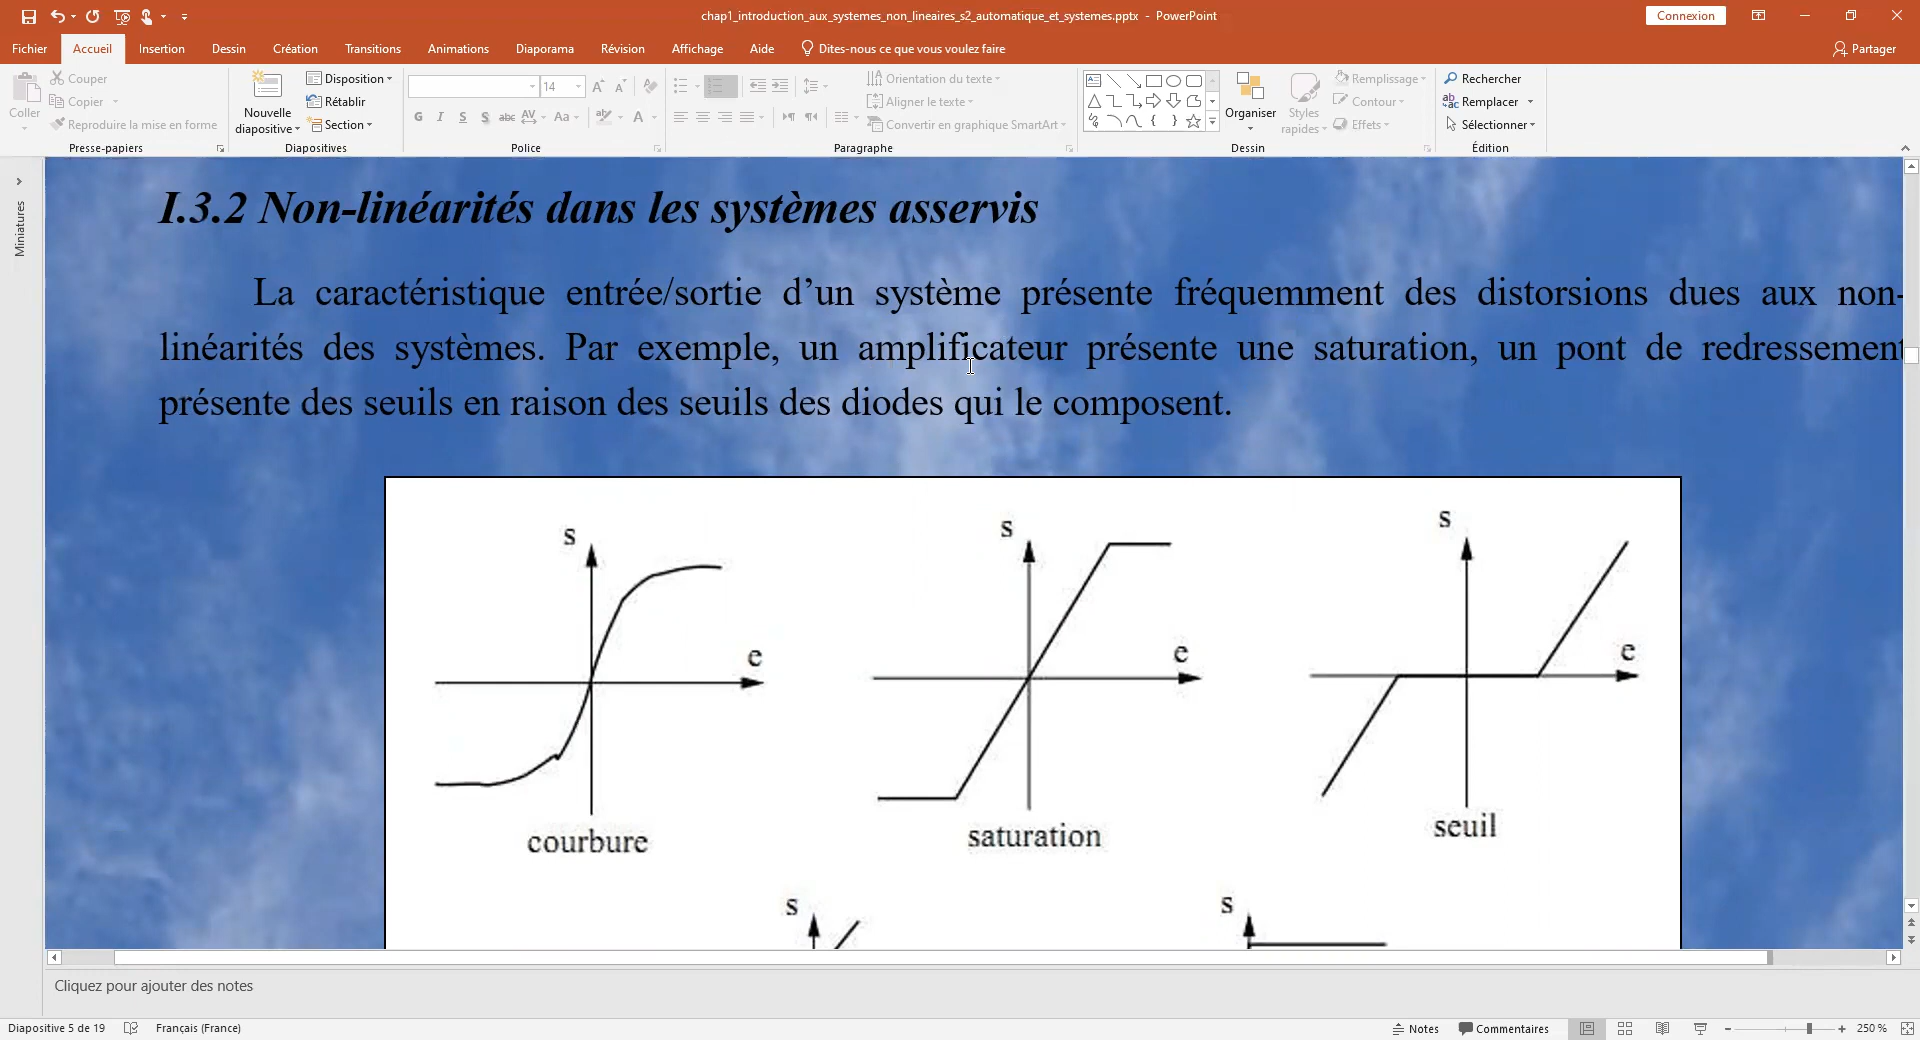 chap1_introduction_aux_systemes_non_lineaires_s2_automatique_et_systemes.pptx - PowerPoint
Connexion
Fichier Accueil Insertion Dessin Création Transitions Animations Diaporama Révision Affichage Aide Dites-nous ce que vous voulez faire Partager
Coller
Couper
Copier
Reproduire la mise en forme
Presse-papiers
Nouvelle diapositive
Disposition
Rétablir
Section
Diapositives
14
G I S S abc AV Aa A
Police
Paragraphe
Orientation du texte
Aligner le texte
Convertir en graphique SmartArt
Organiser
Styles rapides
Remplissage
Contour
Effets
Dessin
Rechercher
Remplacer
Sélectionner
Édition
Miniatures
I.3.2 Non-linéarités dans les systèmes asservis
La caractéristique entrée/sortie d’un système présente fréquemment des distorsions dues aux non-
linéarités des systèmes. Par exemple, un amplificateur présente une saturation, un pont de redressement
présente des seuils en raison des seuils des diodes qui le composent.
s e courbure
s e saturation
s e seuil
s
s
Cliquez pour ajouter des notes
Diapositive 5 de 19 Français (France) Notes Commentaires 250 %